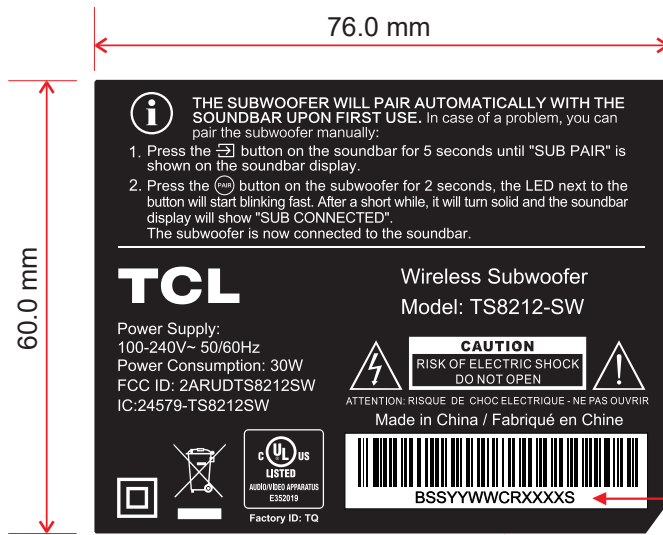 76.0 mm
60.0 mm
i
THE SUBWOOFER WILL PAIR AUTOMATICALLY WITH THE
SOUNDBAR UPON FIRST USE. In case of a problem, you can
pair the subwoofer manually:
1. Press the button on the soundbar for 5 seconds until "SUB PAIR" is
shown on the soundbar display.
2. Press the PAIR button on the subwoofer for 2 seconds, the LED next to the
button will start blinking fast. After a short while, it will turn solid and the soundbar
display will show "SUB CONNECTED".
The subwoofer is now connected to the soundbar.
TCL
Power Supply:
100-240V~ 50/60Hz
Power Consumption: 30W
FCC ID: 2ARUDTS8212SW
IC:24579-TS8212SW
Wireless Subwoofer
Model: TS8212-SW
CAUTION
RISK OF ELECTRIC SHOCK
DO NOT OPEN
ATTENTION: RISQUE DE CHOC ELECTRIQUE - NE PAS OUVRIR
Made in China / Fabriqué en Chine
C UL US
LISTED
AUDIO/VIDEO APPARATUS
E352019
Factory ID: TQ
BSSYYWWCRXXXXS